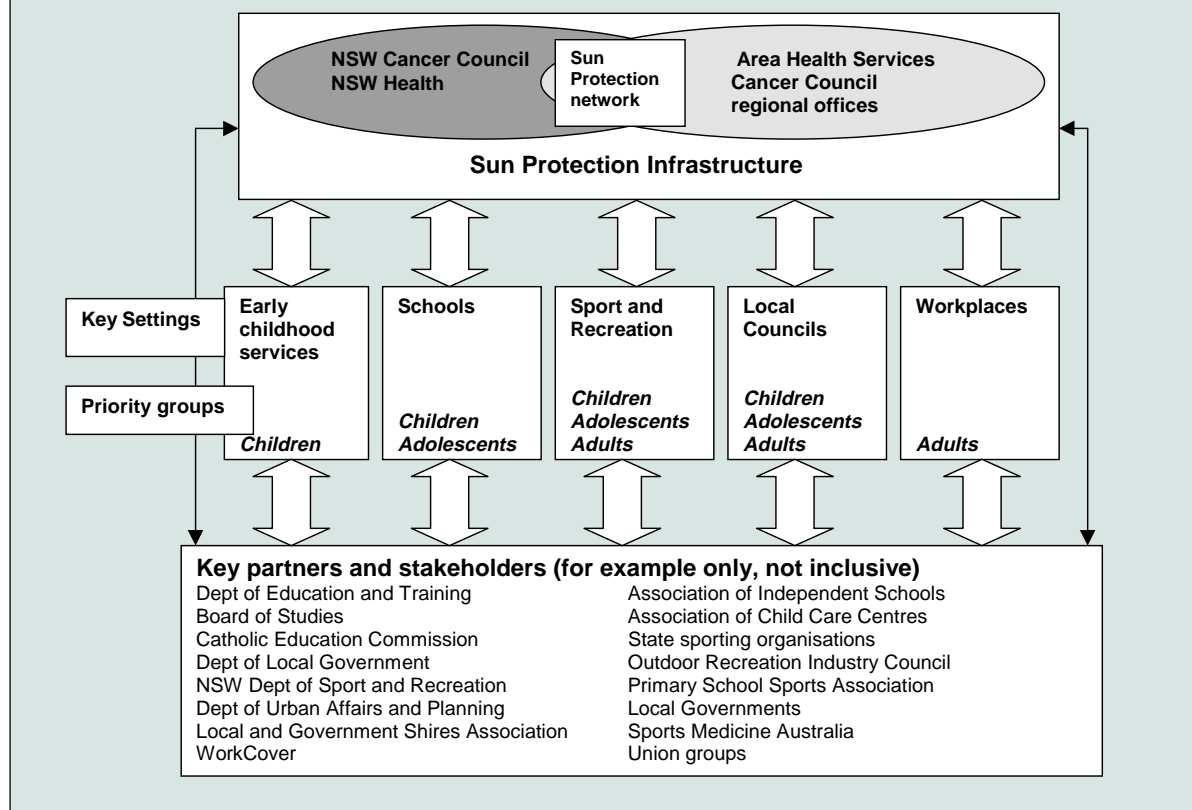 NSW Cancer Council
NSW Health
Sun
Protection
network
Area Health Services
Cancer Council
regional offices
Sun Protection Infrastructure
Key Settings
Priority groups
Early
childhood
services
Children
Schools
Children
Adolescents
Sport and
Recreation
Children
Adolescents
Adults
Local
Councils
Children
Adolescents
Adults
Workplaces
Adults
Key partners and stakeholders (for example only, not inclusive)
Dept of Education and Training
Board of Studies
Catholic Education Commission
Dept of Local Government
NSW Dept of Sport and Recreation
Dept of Urban Affairs and Planning
Local and Government Shires Association
WorkCover
Association of Independent Schools
Association of Child Care Centres
State sporting organisations
Outdoor Recreation Industry Council
Primary School Sports Association
Local Governments
Sports Medicine Australia
Union groups